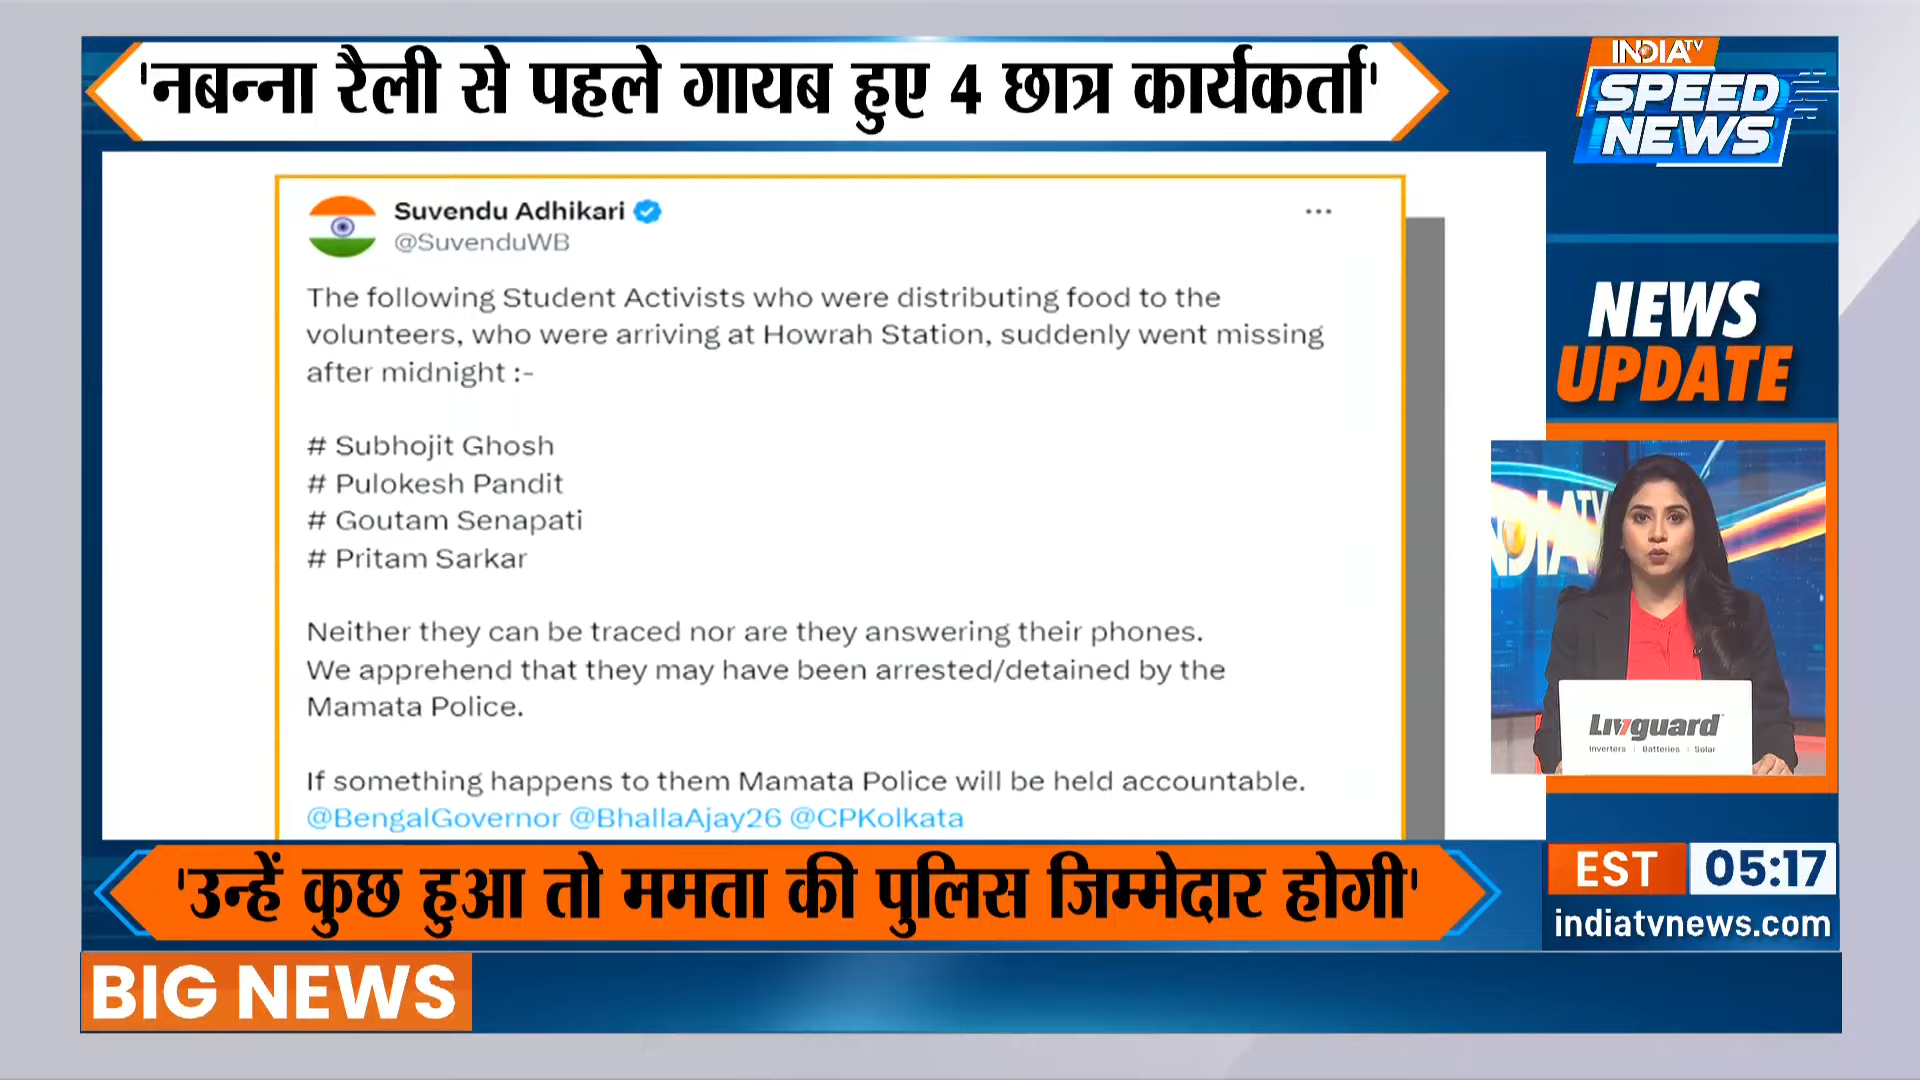 'नबन्ना रैली से पहले गायब हुए 4 छात्र कार्यकर्ता'
INDIA TV
SPEED
NEWS
Suvendu Adhikari
@SuvenduWB
The following Student Activists who were distributing food to the
volunteers, who were arriving at Howrah Station, suddenly went missing
after midnight :-
# Subhojit Ghosh
# Pulokesh Pandit
# Goutam Senapati
# Pritam Sarkar
Neither they can be traced nor are they answering their phones.
We apprehend that they may have been arrested/detained by the
Mamata Police.
If something happens to them Mamata Police will be held accountable.
@BengalGovernor @BhallaAjay26 @CPKolkata
NEWS
UPDATE
Livguard
Inverters | Batteries | Solar
'उन्हें कुछ हुआ तो ममता की पुलिस जिम्मेदार होगी'
EST 05:17
indiatvnews.com
BIG NEWS